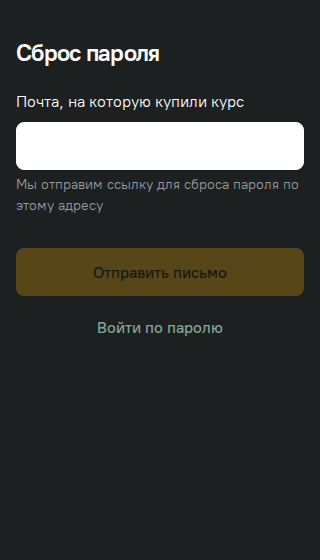 Сброс пароля
Почта, на которую купили курс
Мы отправим ссылку для сброса пароля по
этому адресу
Отправить письмо
Войти по паролю